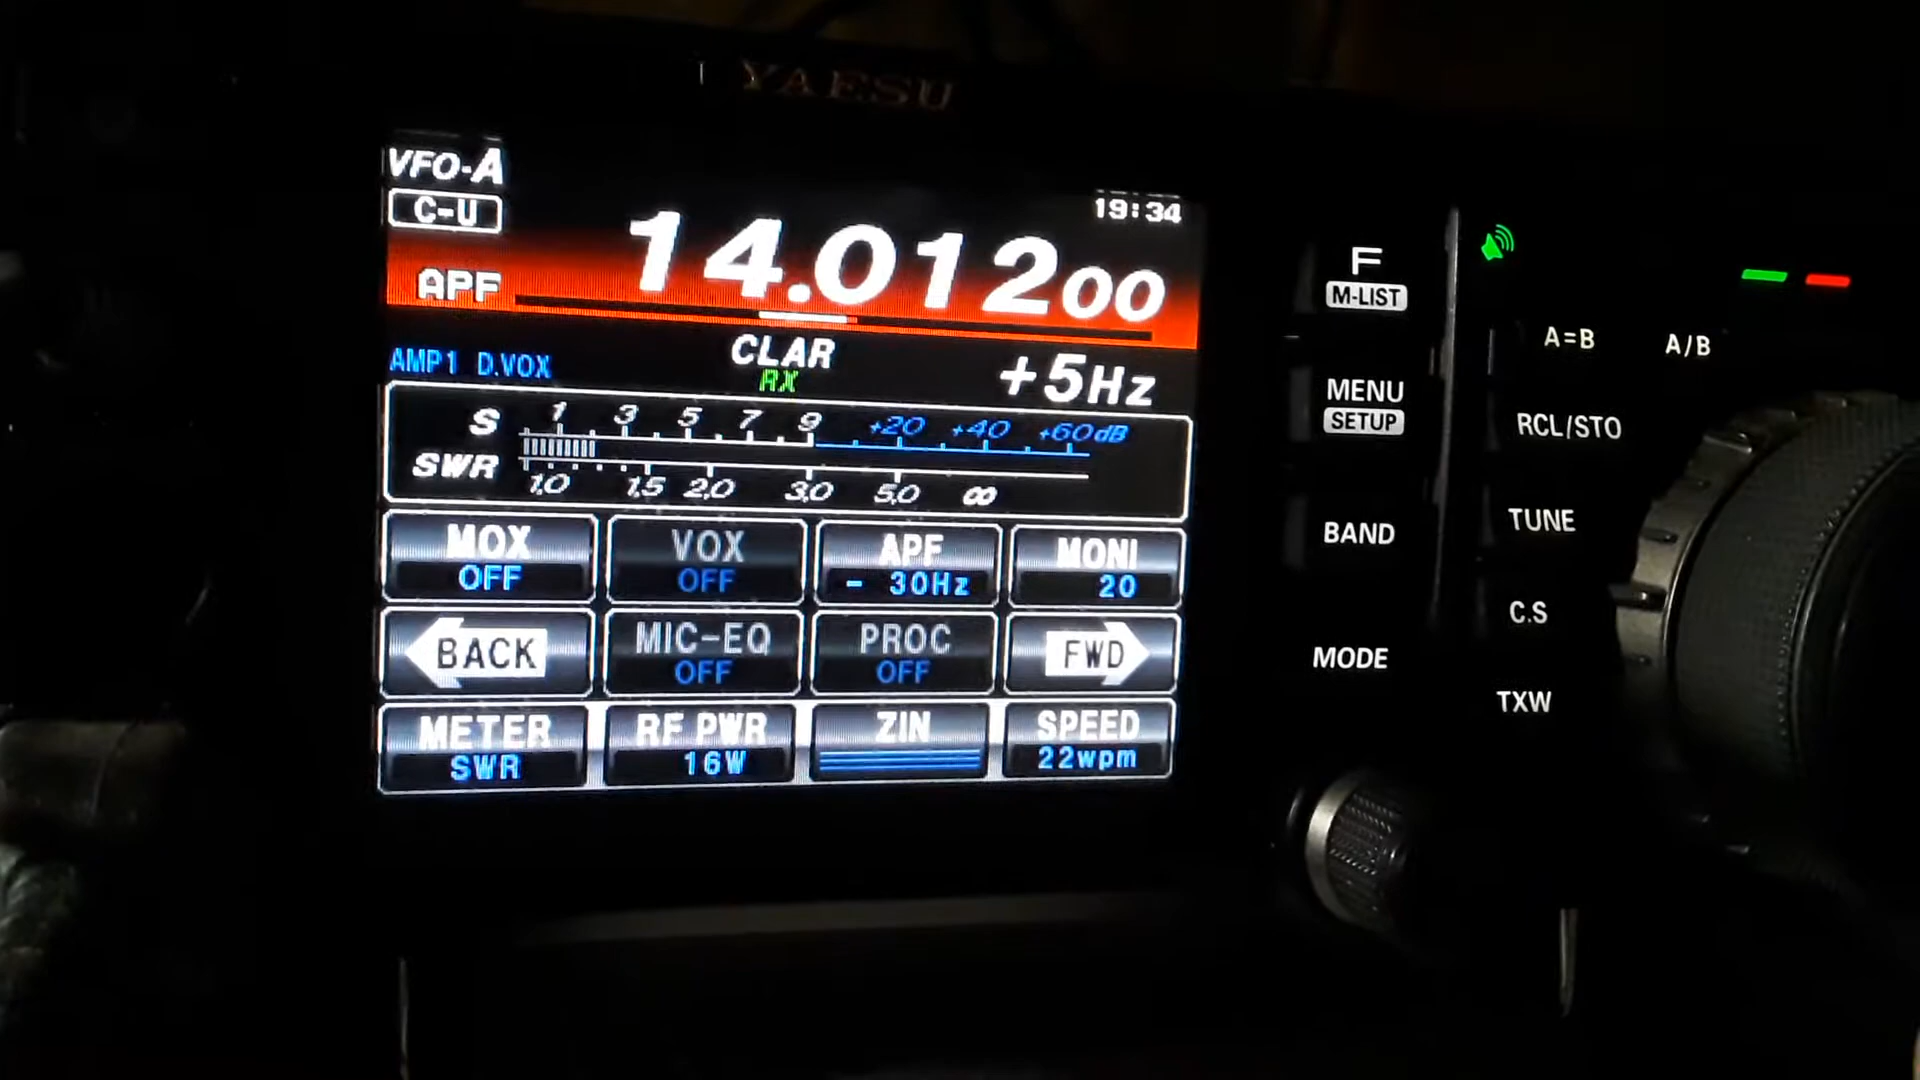 YAESU
VFO-A
C-U
19:34
14.01200
APF
AMP1 D.VOX
CLAR
RX
+5Hz
S 1 3 5 7 9 +20 +40 +60dB
SWR 1.0 1.5 2.0 3.0 5.0 ∞
MOX VOX APF MONI
OFF OFF - 30Hz 20
BACK MIC-EQ PROC FWD
OFF OFF
METER RF PWR ZIN SPEED
SWR 16W 22wpm
F
M-LIST
MENU
SETUP
BAND
MODE
A=B A/B
RCL/STO
TUNE
C.S
TXW